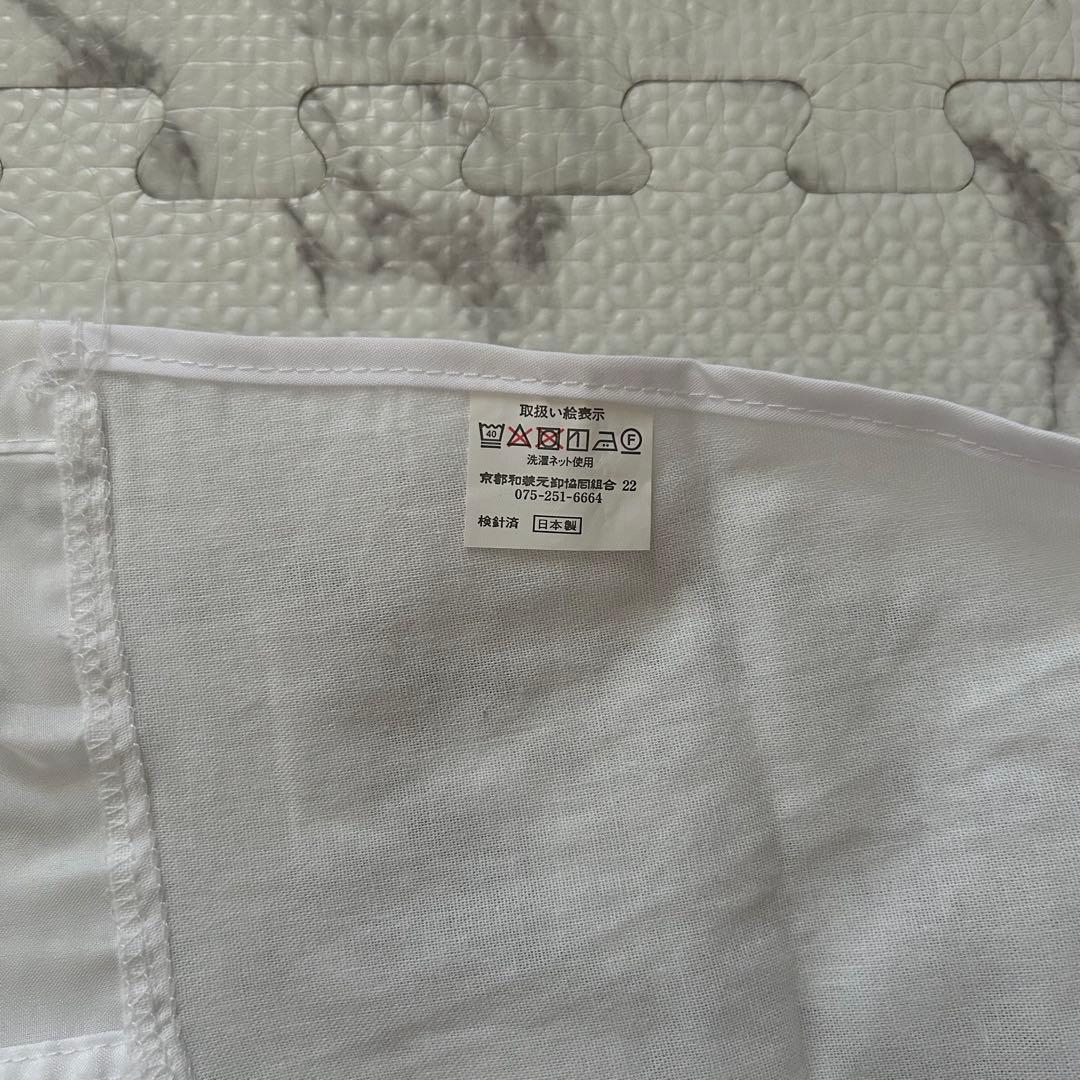 取扱い絵表示
40 F
洗濯ネット使用
京都和装元卸協同組合 22
075-251-6664
検針済 日本製